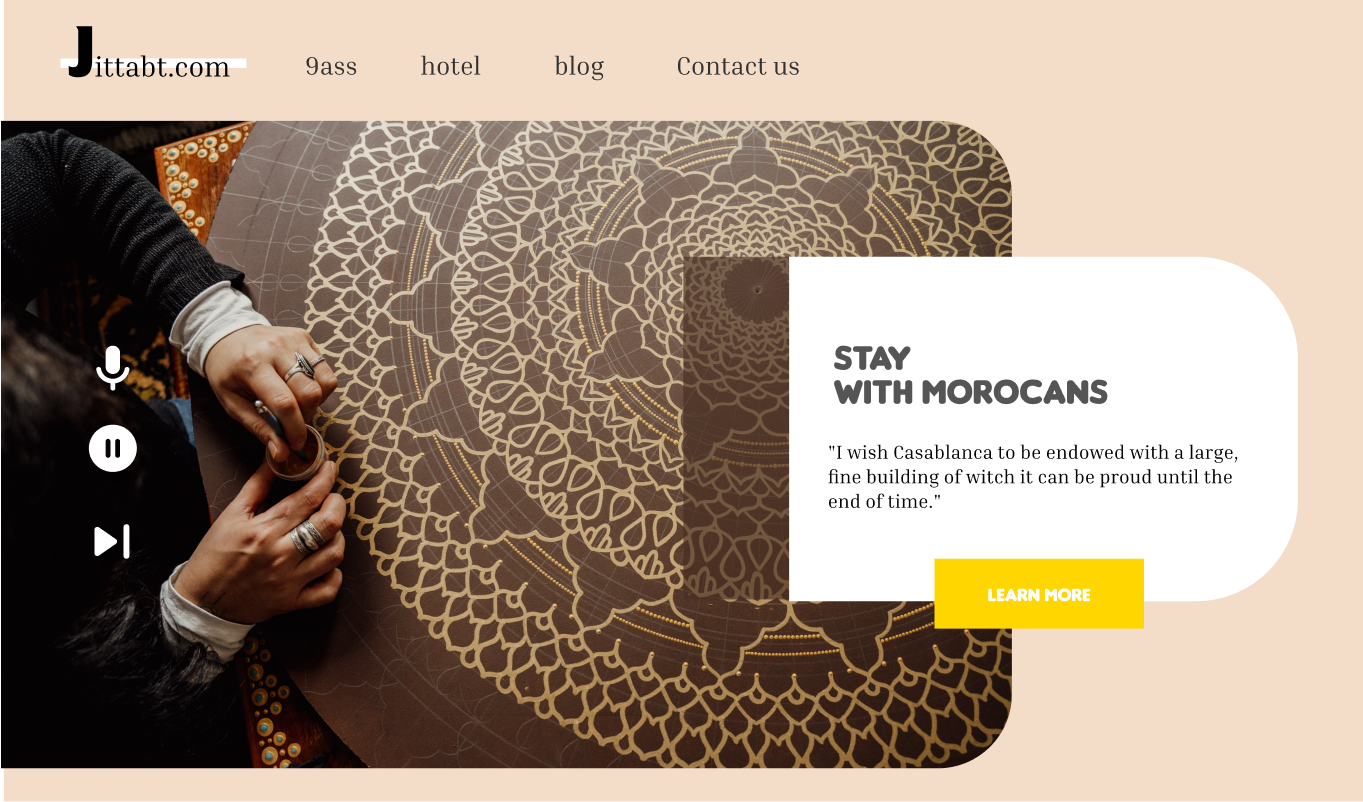 Jittabt.com
9ass hotel blog Contact us
STAY
WITH MOROCANS
"I wish Casablanca to be endowed with a large,
fine building of witch it can be proud until the
end of time."
LEARN MORE